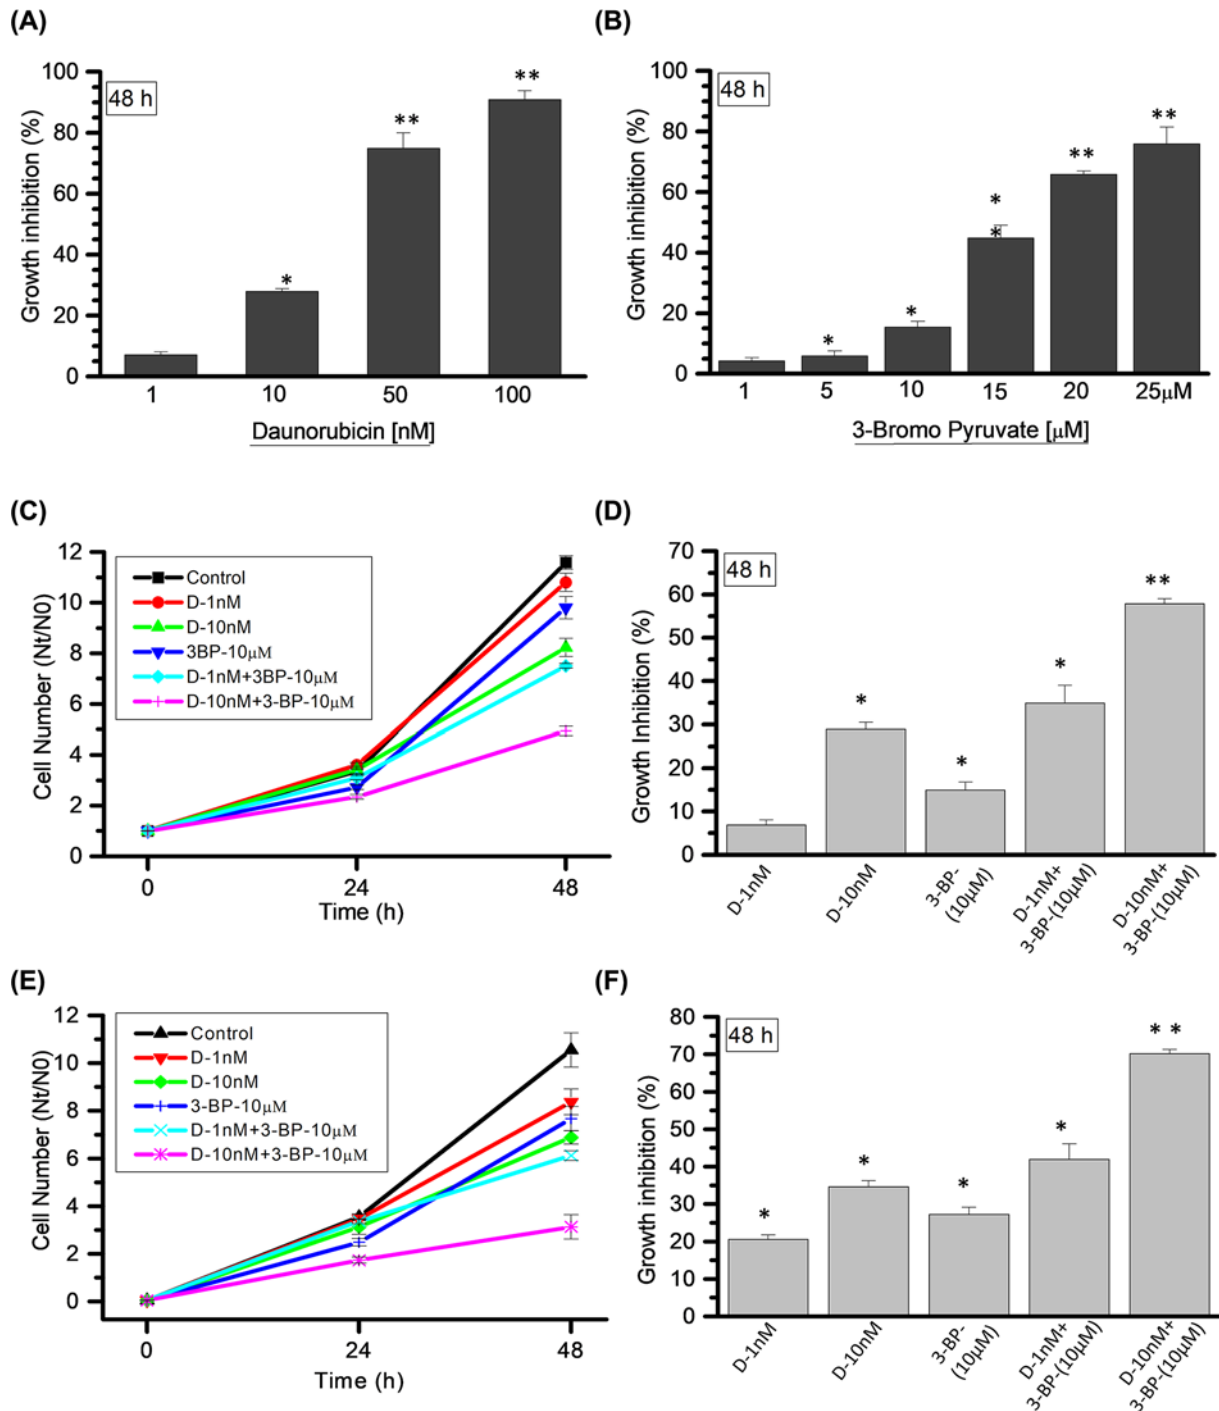 (A)
48 h
**
**
*
Growth inhibition (%)
100
80
60
40
20
0
1 10 50 100
Daunorubicin [nM]
(B)
48 h
**
**
*
*
*
*
Growth inhibition (%)
100
80
60
40
20
0
1 5 10 15 20 25μM
3-Bromo Pyruvate [μM]
(C)
Control
D-1nM
D-10nM
3BP-10μM
D-1nM+3BP-10μM
D-10nM+3-BP-10μM
Cell Number (Nt/N0)
12
10
8
6
4
2
0
0 24 48
Time (h)
(D)
48 h
**
*
*
*
Growth Inhibition (%)
70
60
50
40
30
20
10
0
D-1nM
D-10nM
3-BP-
(10μM)
D-1nM+
3-BP-(10μM)
D-10nM+
3-BP-(10μM)
(E)
Control
D-1nM
D-10nM
3-BP-10μM
D-1nM+3-BP-10μM
D-10nM+3-BP-10μM
Cell Number (Nt/N0)
12
10
8
6
4
2
0
0 24 48
Time (h)
(F)
48 h
* *
*
*
*
*
Growth inhibition (%)
80
70
60
50
40
30
20
10
0
D-1nM
D-10nM
3-BP-
(10μM)
D-1nM+
3-BP-(10μM)
D-10nM+
3-BP-(10μM)